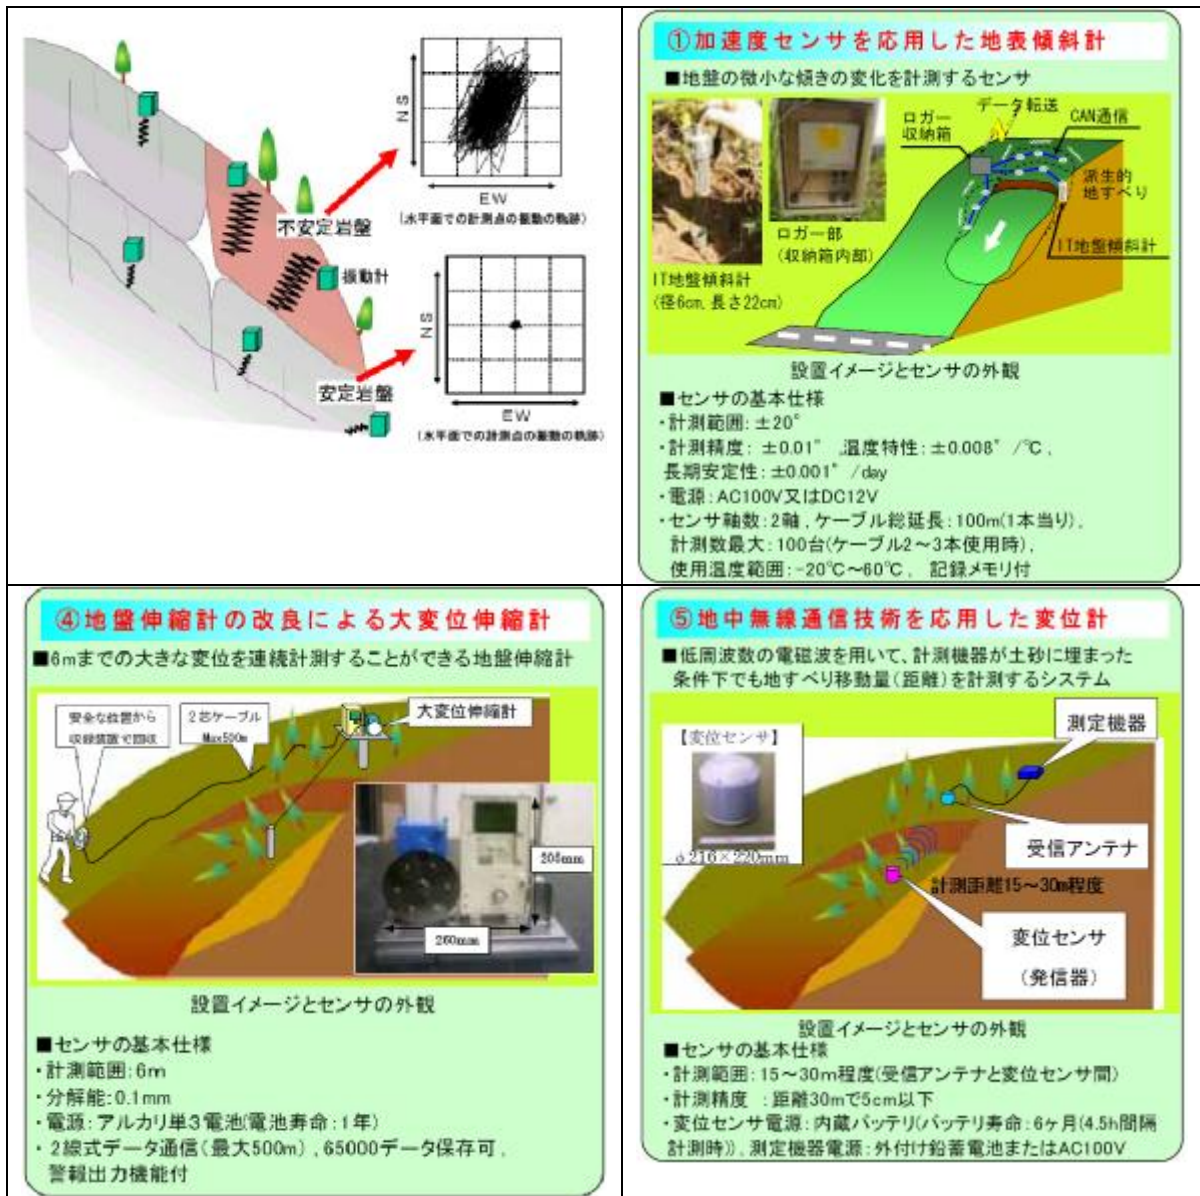 NS
EW
(水平面での計測点の振動の軌跡)
不安定岩盤
振動計
NS
安定岩盤
EW
(水平面での計測点の振動の軌跡)
①加速度センサを応用した地表傾斜計
■地盤の微小な傾きの変化を計測するセンサ
データ転送
ロガー
収納箱
CAN通信
派生的
地すべり
ロガー部
(収納箱内部)
IT地盤傾斜計
IT地盤傾斜計
(径6cm,長さ22cm)
設置イメージとセンサの外観
■センサの基本仕様
・計測範囲:±20°
・計測精度: ±0.01° ,温度特性:±0.008° /℃,
長期安定性:±0.001° /day
・電源:AC100V又はDC12V
・センサ軸数:2軸,ケーブル総延長:100m(1本当り),
計測数最大:100台(ケーブル2～3本使用時),
使用温度範囲:-20℃～60℃, 記録メモリ付
④地盤伸縮計の改良による大変位伸縮計
■6mまでの大きな変位を連続計測することができる地盤伸縮計
安全な位置から
収録装置で回収
2芯ケーブル
Max500m
大変位伸縮計
205mm
260mm
設置イメージとセンサの外観
■センサの基本仕様
・計測範囲:6m
・分解能:0.1mm
・電源:アルカリ単3電池(電池寿命:1年)
・2線式データ通信(最大500m),65000データ保存可,
警報出力機能付
⑤地中無線通信技術を応用した変位計
■低周波数の電磁波を用いて、計測機器が土砂に埋まった
条件下でも地すべり移動量(距離)を計測するシステム
【変位センサ】
φ216×220mm
測定機器
受信アンテナ
計測距離15～30m程度
変位センサ
(発信器)
設置イメージとセンサの外観
■センサの基本仕様
・計測範囲:15～30m程度(受信アンテナと変位センサ間)
・計測精度 :距離30mで5cm以下
・変位センサ電源:内蔵バッテリ(バッテリ寿命:6ヶ月(4.5h間隔
計測時)),測定機器電源:外付け鉛蓄電池またはAC100V